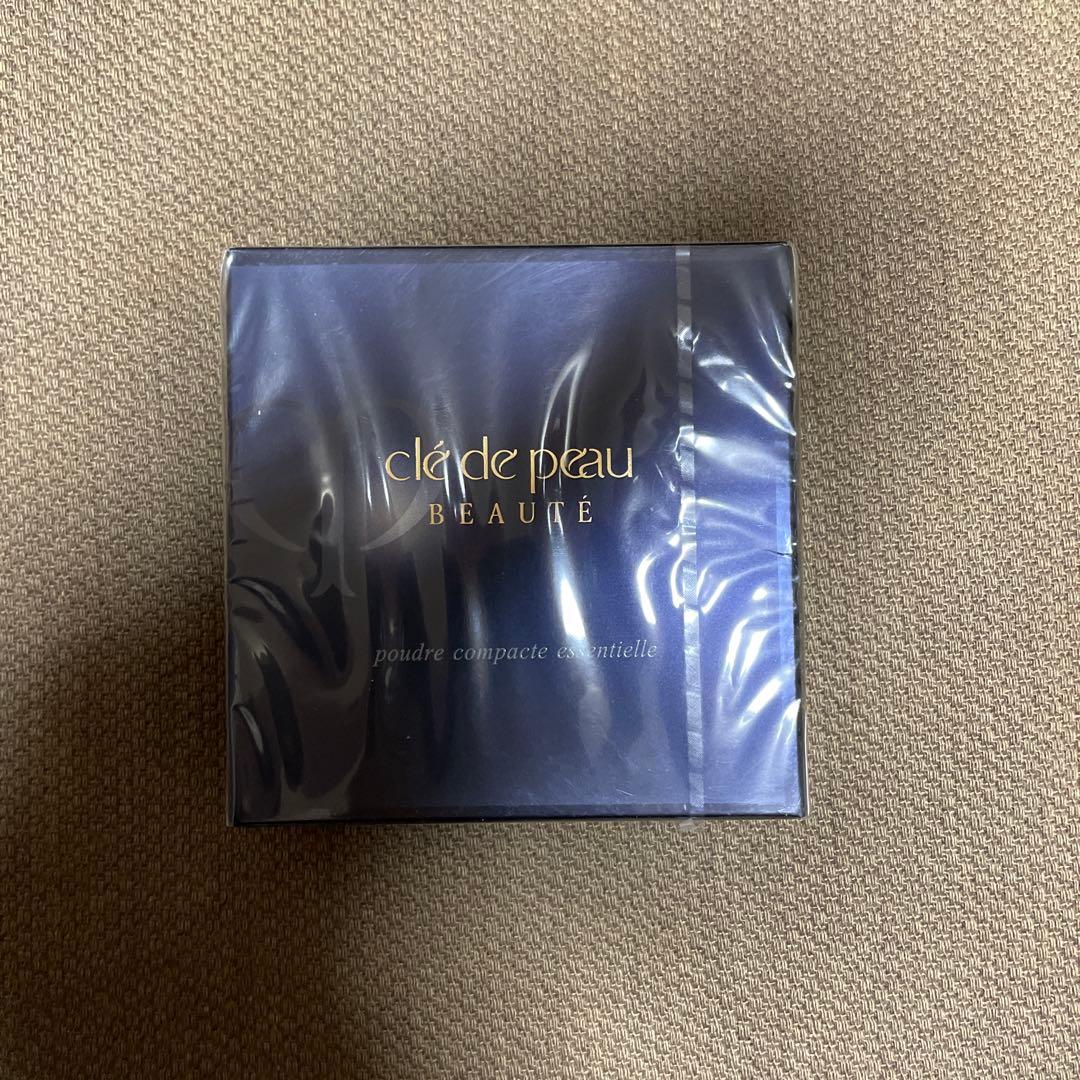 clé de peau
BEAUTÉ
poudre compacte essentielle